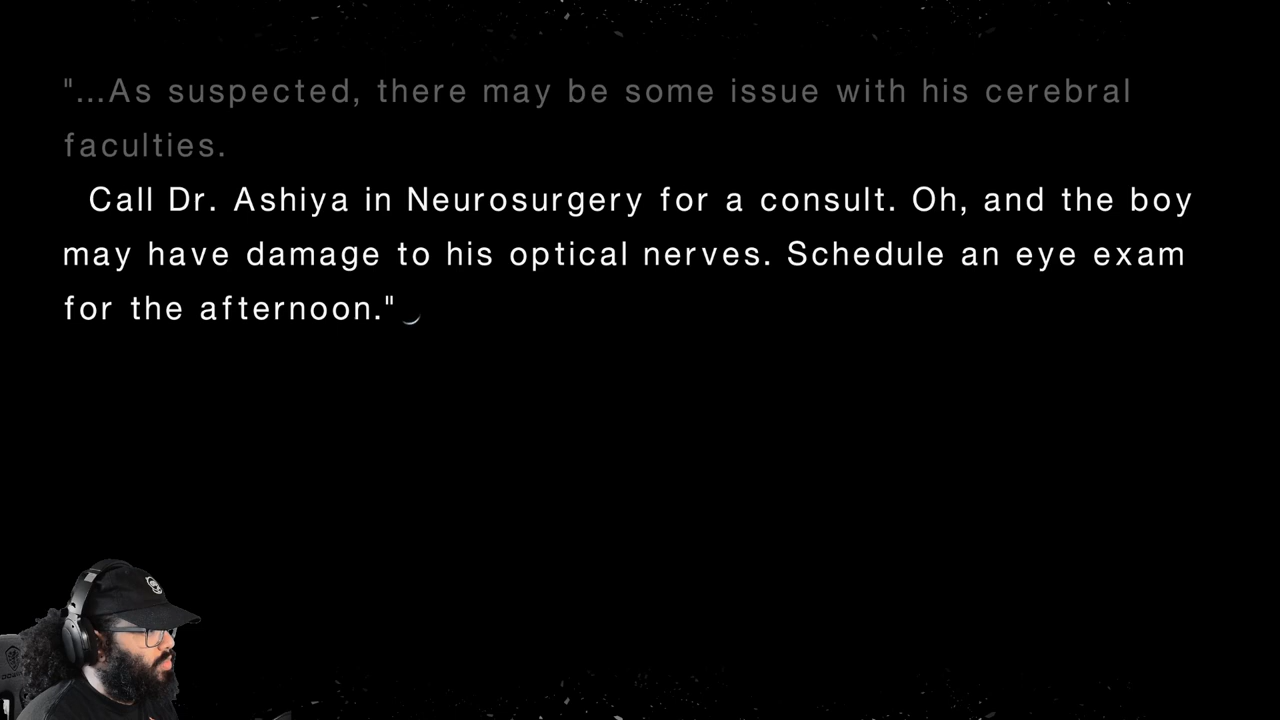 "...As suspected, there may be some issue with his cerebral
faculties.
Call Dr. Ashiya in Neurosurgery for a consult. Oh, and the boy
may have damage to his optical nerves. Schedule an eye exam
for the afternoon."